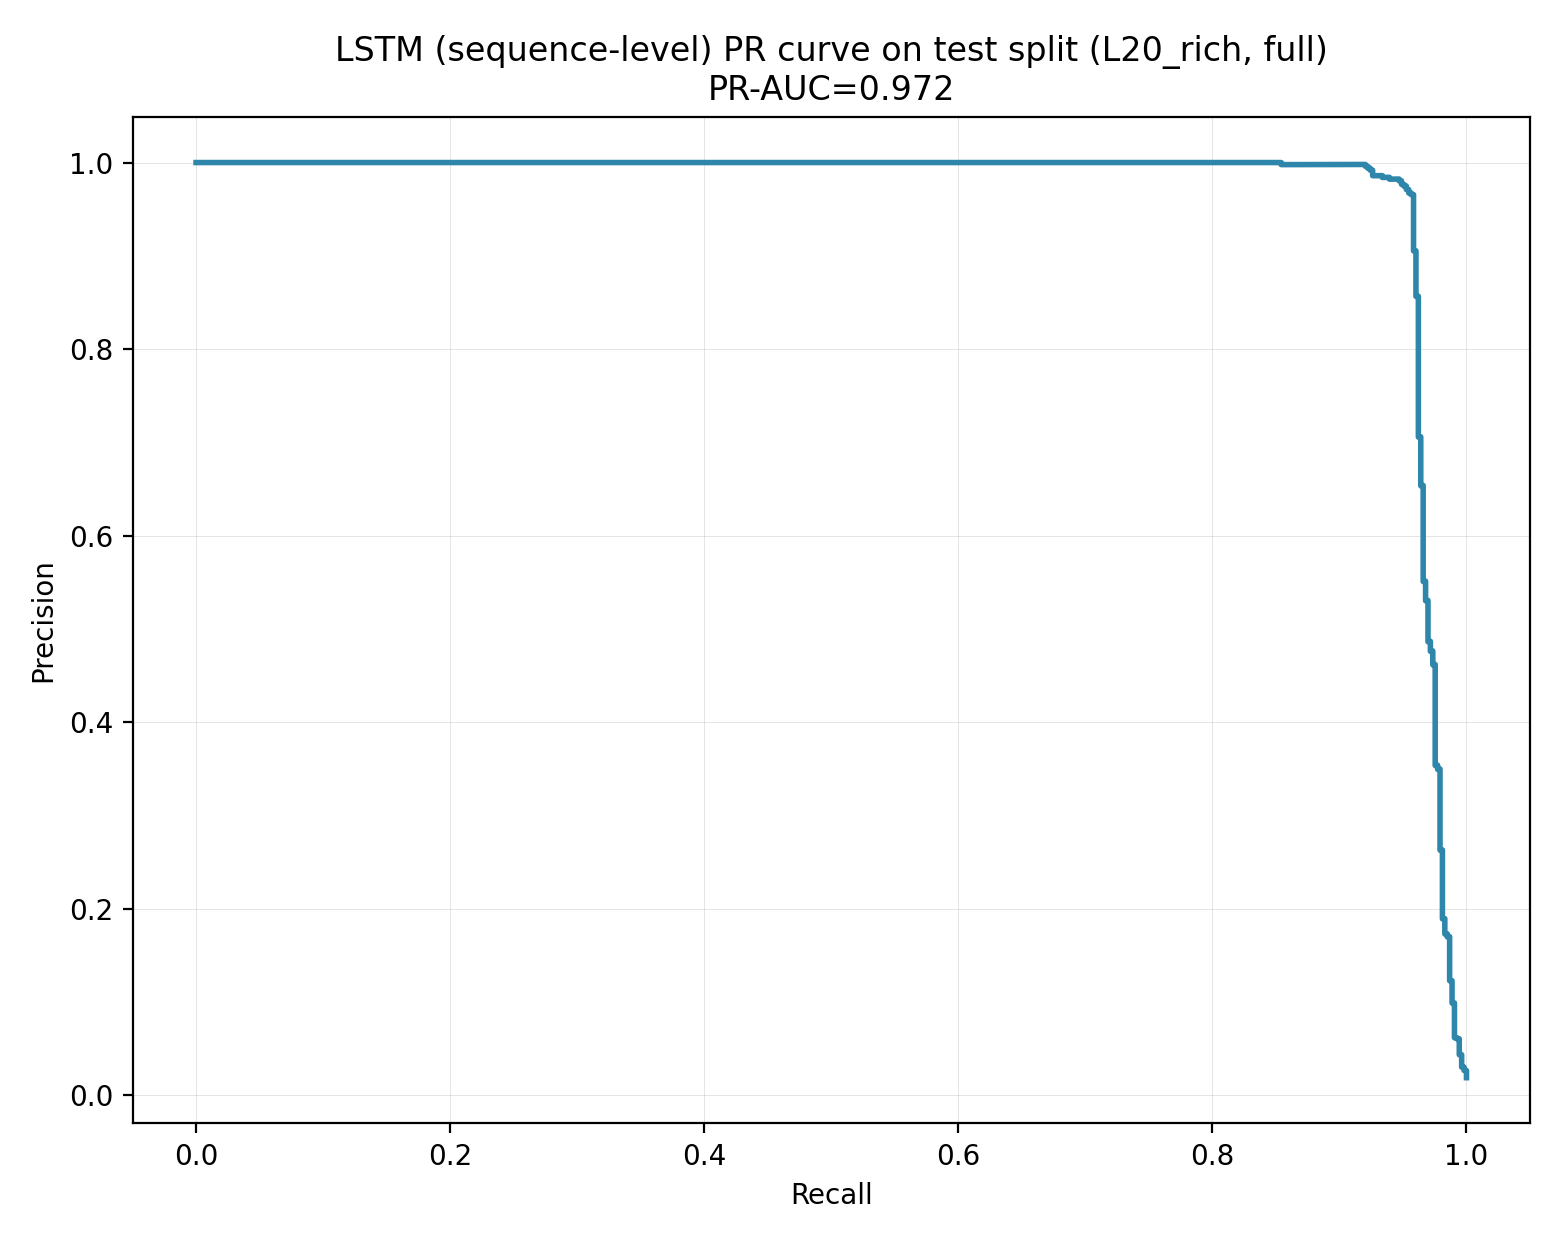 LSTM (sequence-level) PR curve on test split (L20_rich, full)
PR-AUC=0.972
1.0
0.8
0.6
0.4
0.2
0.0
Precision
0.0 0.2 0.4 0.6 0.8 1.0
Recall